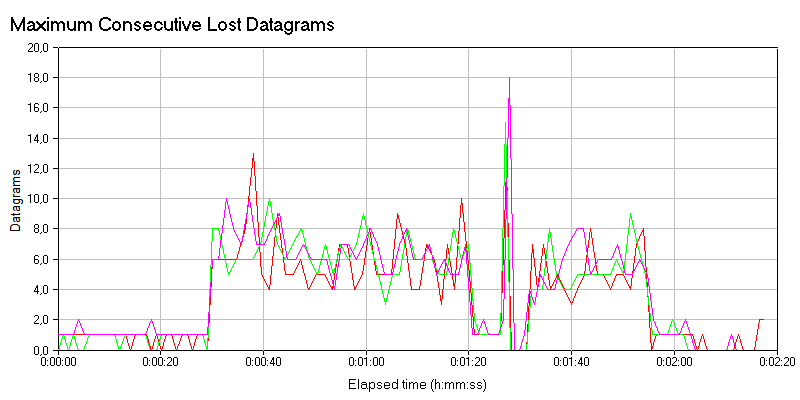 Maximum Consecutive Lost Datagrams
20,0
18,0
16,0
14,0
12,0
10,0
8,0
6,0
4,0
2,0
0,0
Datagrams
0:00:00 0:00:20 0:00:40 0:01:00 0:01:20 0:01:40 0:02:00 0:02:20
Elapsed time (h:mm:ss)